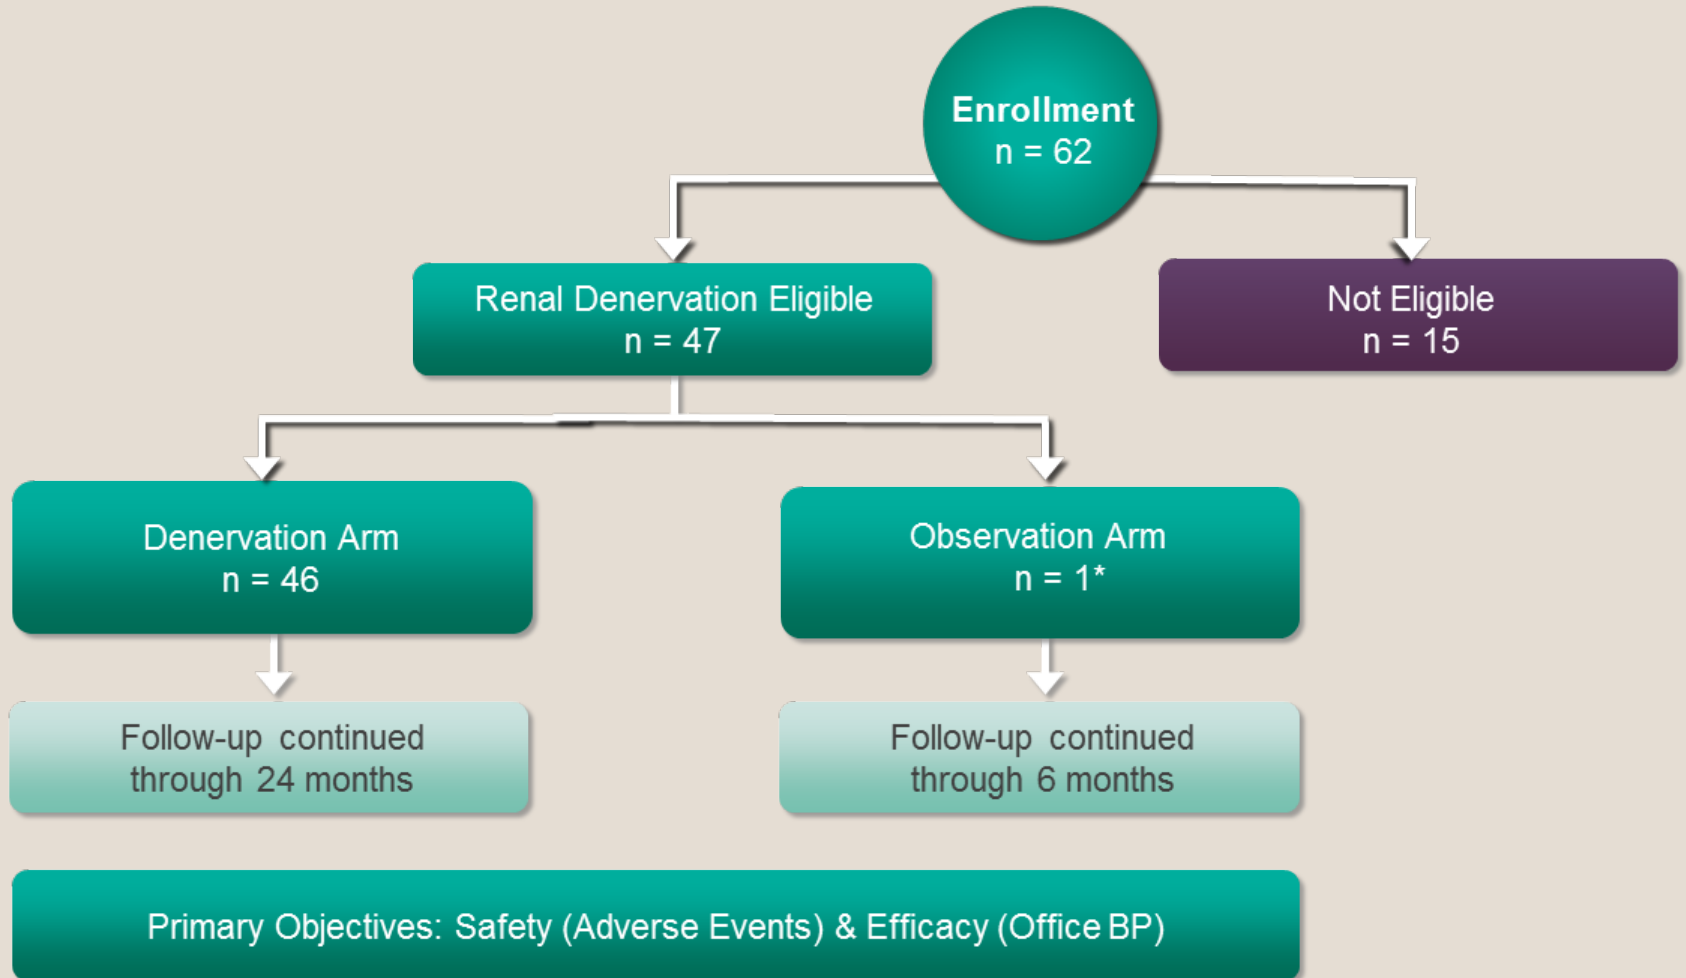 Enrollment
n = 62
Renal Denervation Eligible
n = 47
Not Eligible
n = 15
Denervation Arm
n = 46
Observation Arm
n = 1*
Follow-up continued
through 24 months
Follow-up continued
through 6 months
Primary Objectives: Safety (Adverse Events) & Efficacy (Office BP)